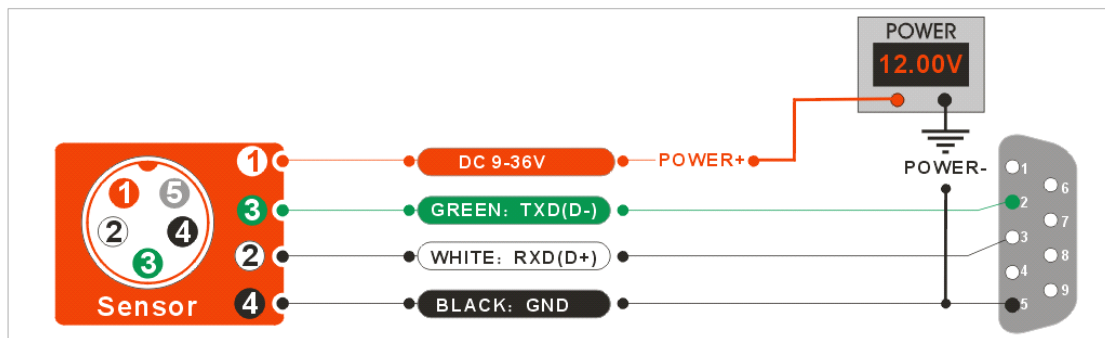 POWER
12.00V
1
DC 9-36V
POWER+
POWER-
1
6
1
5
3
GREEN: TXD(D-)
2
7
2
4
2
WHITE: RXD(D+)
3
8
3
4
9
Sensor
4
BLACK: GND
5